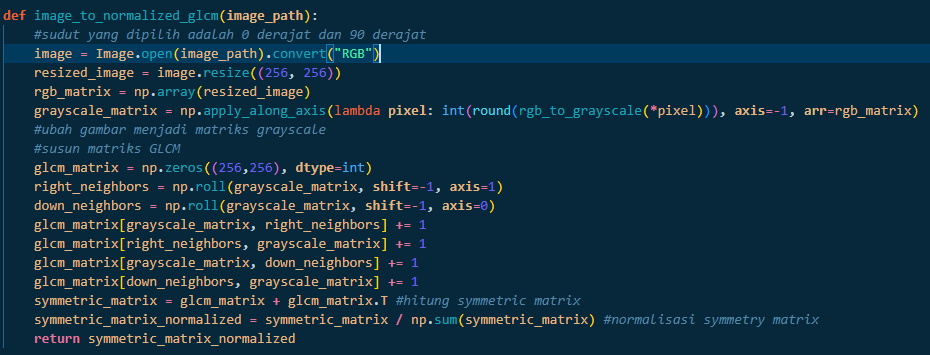 def image_to_normalized_glcm(image_path):
    #sudut yang dipilih adalah 0 derajat dan 90 derajat
    image = Image.open(image_path).convert("RGB")
    resized_image = image.resize((256, 256))
    rgb_matrix = np.array(resized_image)
    grayscale_matrix = np.apply_along_axis(lambda pixel: int(round(rgb_to_grayscale(*pixel))), axis=-1, arr=rgb_matrix)
    #ubah gambar menjadi matriks grayscale
    #susun matriks GLCM
    glcm_matrix = np.zeros((256,256), dtype=int)
    right_neighbors = np.roll(grayscale_matrix, shift=-1, axis=1)
    down_neighbors = np.roll(grayscale_matrix, shift=-1, axis=0)
    glcm_matrix[grayscale_matrix, right_neighbors] += 1
    glcm_matrix[right_neighbors, grayscale_matrix] += 1
    glcm_matrix[grayscale_matrix, down_neighbors] += 1
    glcm_matrix[down_neighbors, grayscale_matrix] += 1
    symmetric_matrix = glcm_matrix + glcm_matrix.T #hitung symmetric matrix
    symmetric_matrix_normalized = symmetric_matrix / np.sum(symmetric_matrix) #normalisasi symmetry matrix
    return symmetric_matrix_normalized